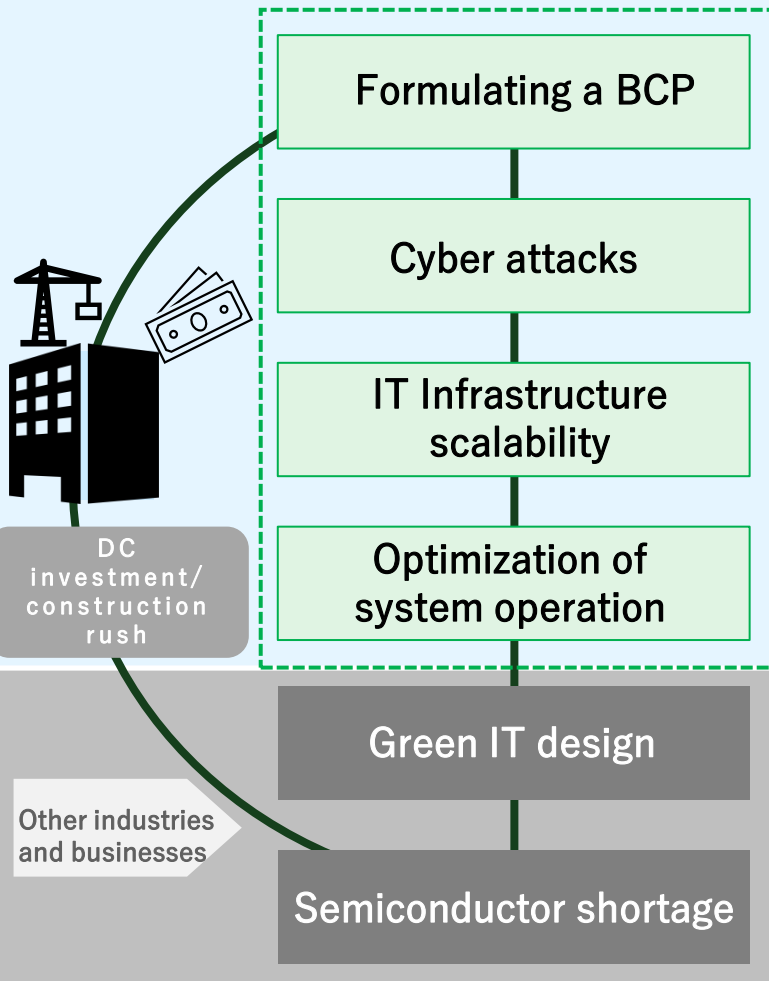 Formulating a BCP
Cyber attacks
IT Infrastructure
scalability
Optimization of
system operation
DC
investment/
construction
rush
Green IT design
Other industries
and businesses
Semiconductor shortage